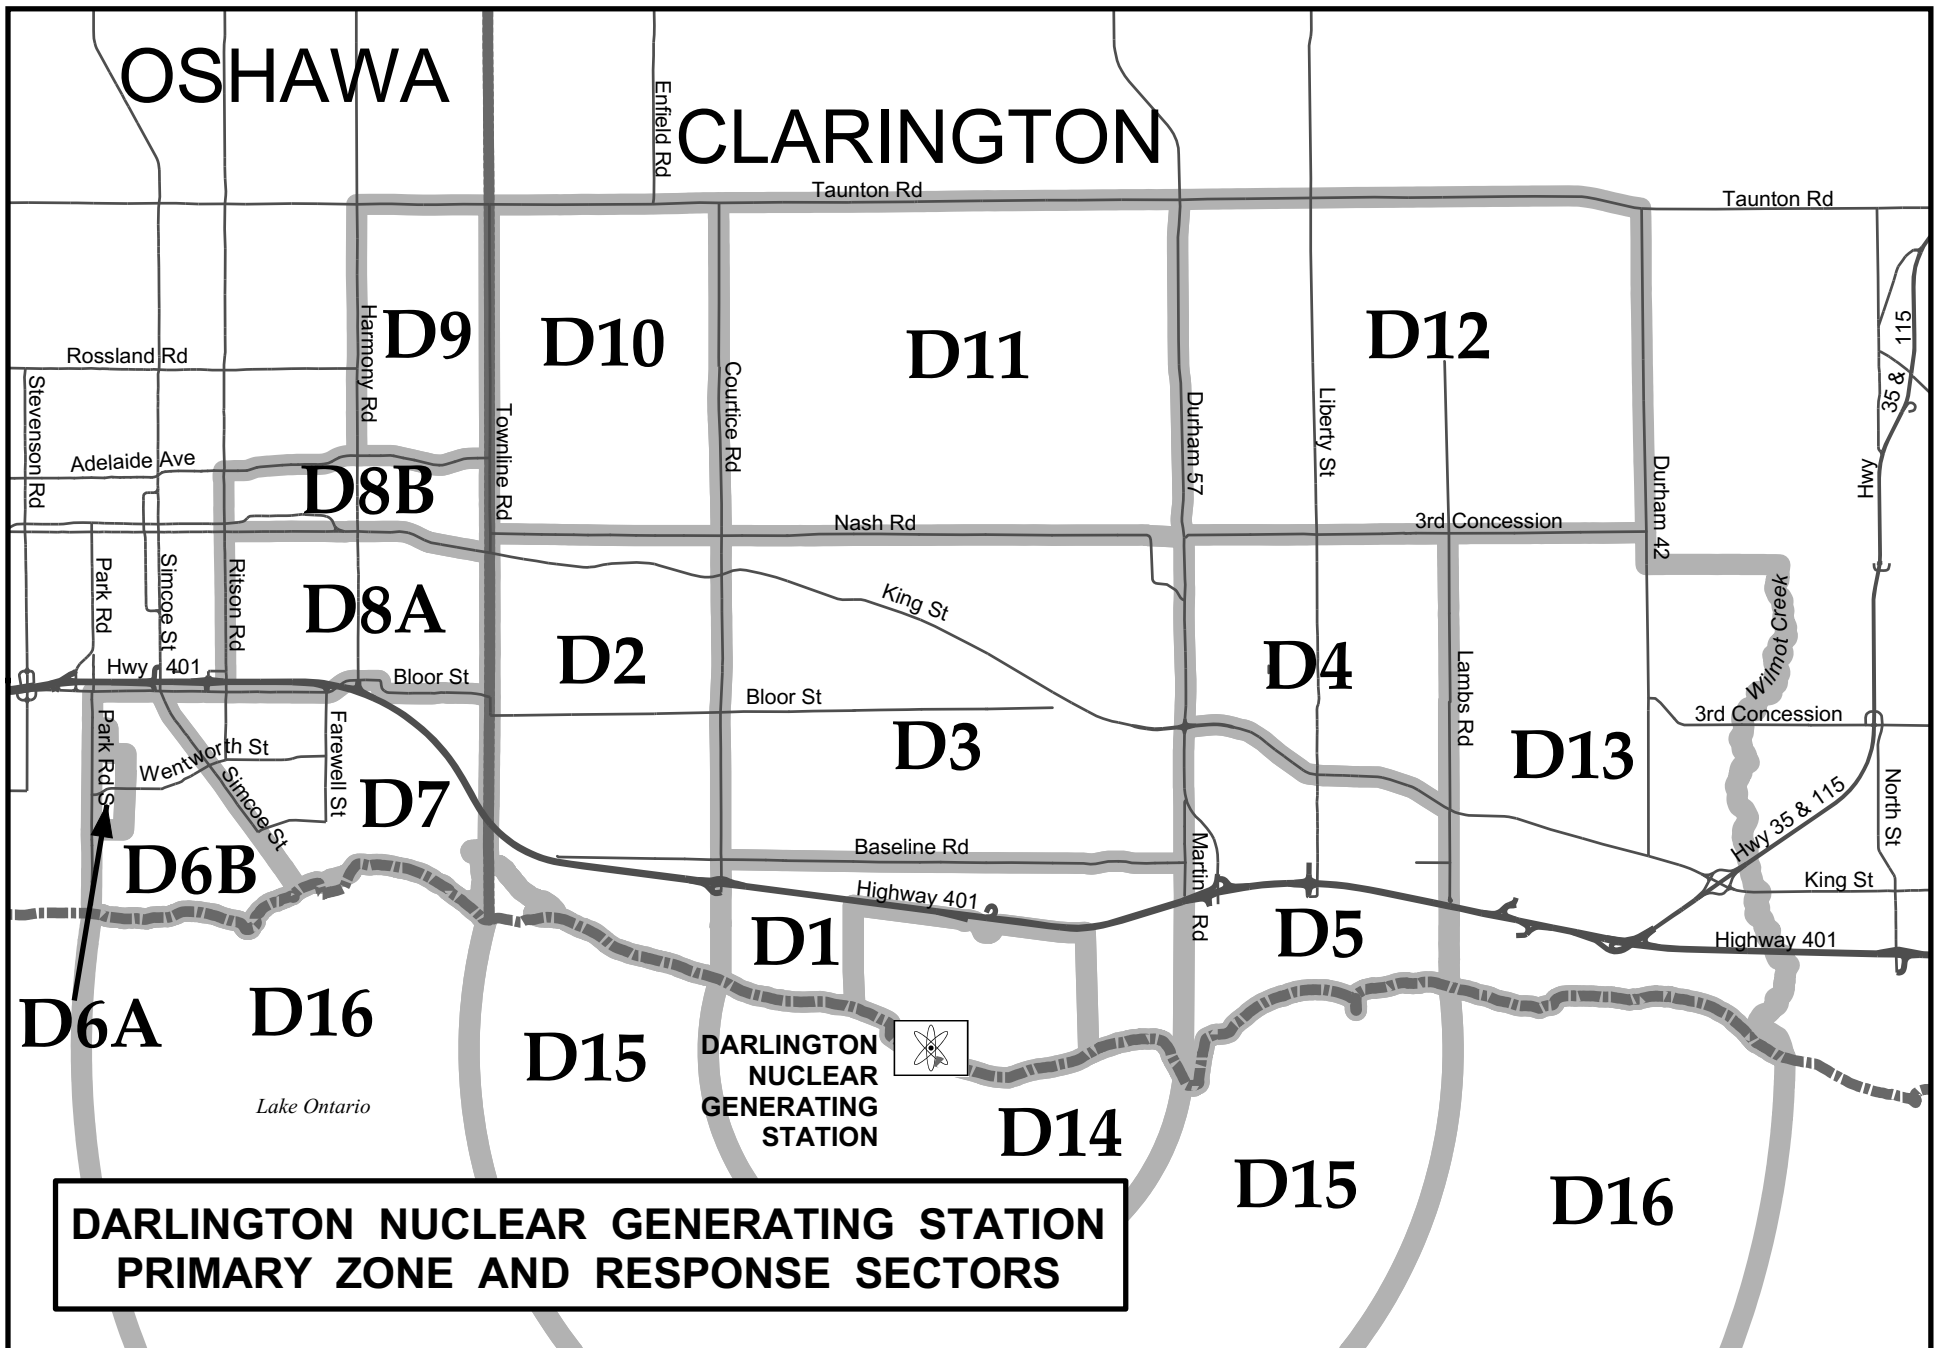 OSHAWA
CLARINGTON
Enfield Rd
Taunton Rd
Taunton Rd
D9
D10
D11
D12
Harmony Rd
Rossland Rd
115
35 &
Hwy
Stevenson Rd
Courtice Rd
Durham 57
Liberty St
Townline Rd
Adelaide Ave
D8B
Durham 42
Nash Rd
3rd Concession
Park Rd
Simcoe St
Ritson Rd
D8A
King St
Wilmot Creek
D2
D4
Hwy 401
Bloor St
Bloor St
Lambs Rd
Park Rd S
Farewell St
3rd Concession
Wentworth St
D3
D13
Simcoe St
D7
Hwy 35 & 115
North St
Martin Rd
Baseline Rd
D6B
King St
Highway 401
D1
D5
Highway 401
D6A
D16
D15
DARLINGTON
NUCLEAR
GENERATING
STATION
Lake Ontario
D14
D15
D16
DARLINGTON NUCLEAR GENERATING STATION
PRIMARY ZONE AND RESPONSE SECTORS